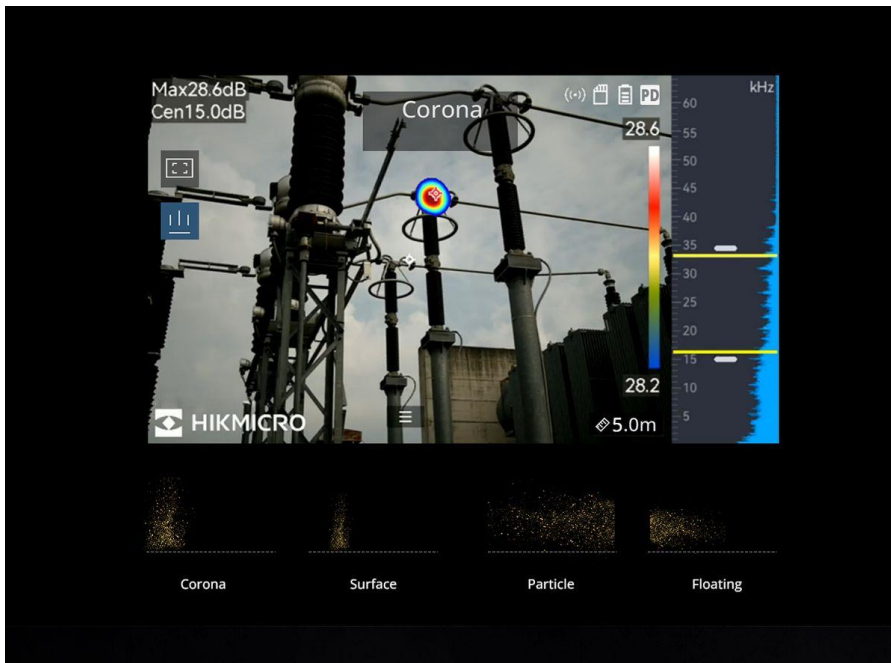 Max28.6dB
Cen15.0dB
Corona
PD
kHz
28.6
60
55
50
45
40
35
30
25
20
15
10
5
28.2
HIKMICRO
5.0m
Corona
Surface
Particle
Floating